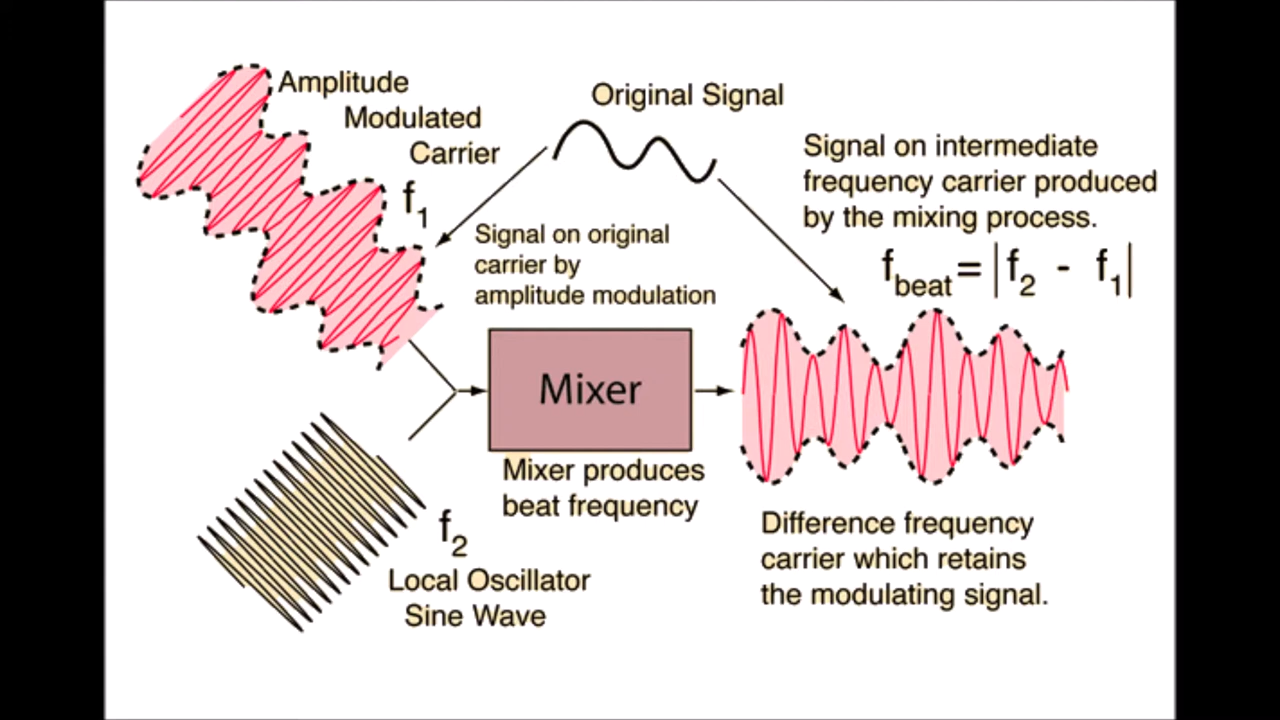 Amplitude
Modulated
Carrier
f1
Original Signal
Signal on original
carrier by
amplitude modulation
Signal on intermediate
frequency carrier produced
by the mixing process.
fbeat = |f2 - f1|
Mixer
Mixer produces
beat frequency
f2
Local Oscillator
Sine Wave
Difference frequency
carrier which retains
the modulating signal.